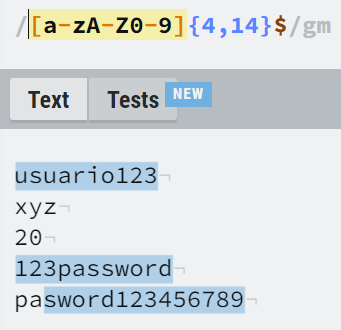 /[a-zA-Z0-9]{4,14}$/gm
Text Tests NEW
usuario123¬
xyz¬
20¬
123password¬
pasword123456789¬